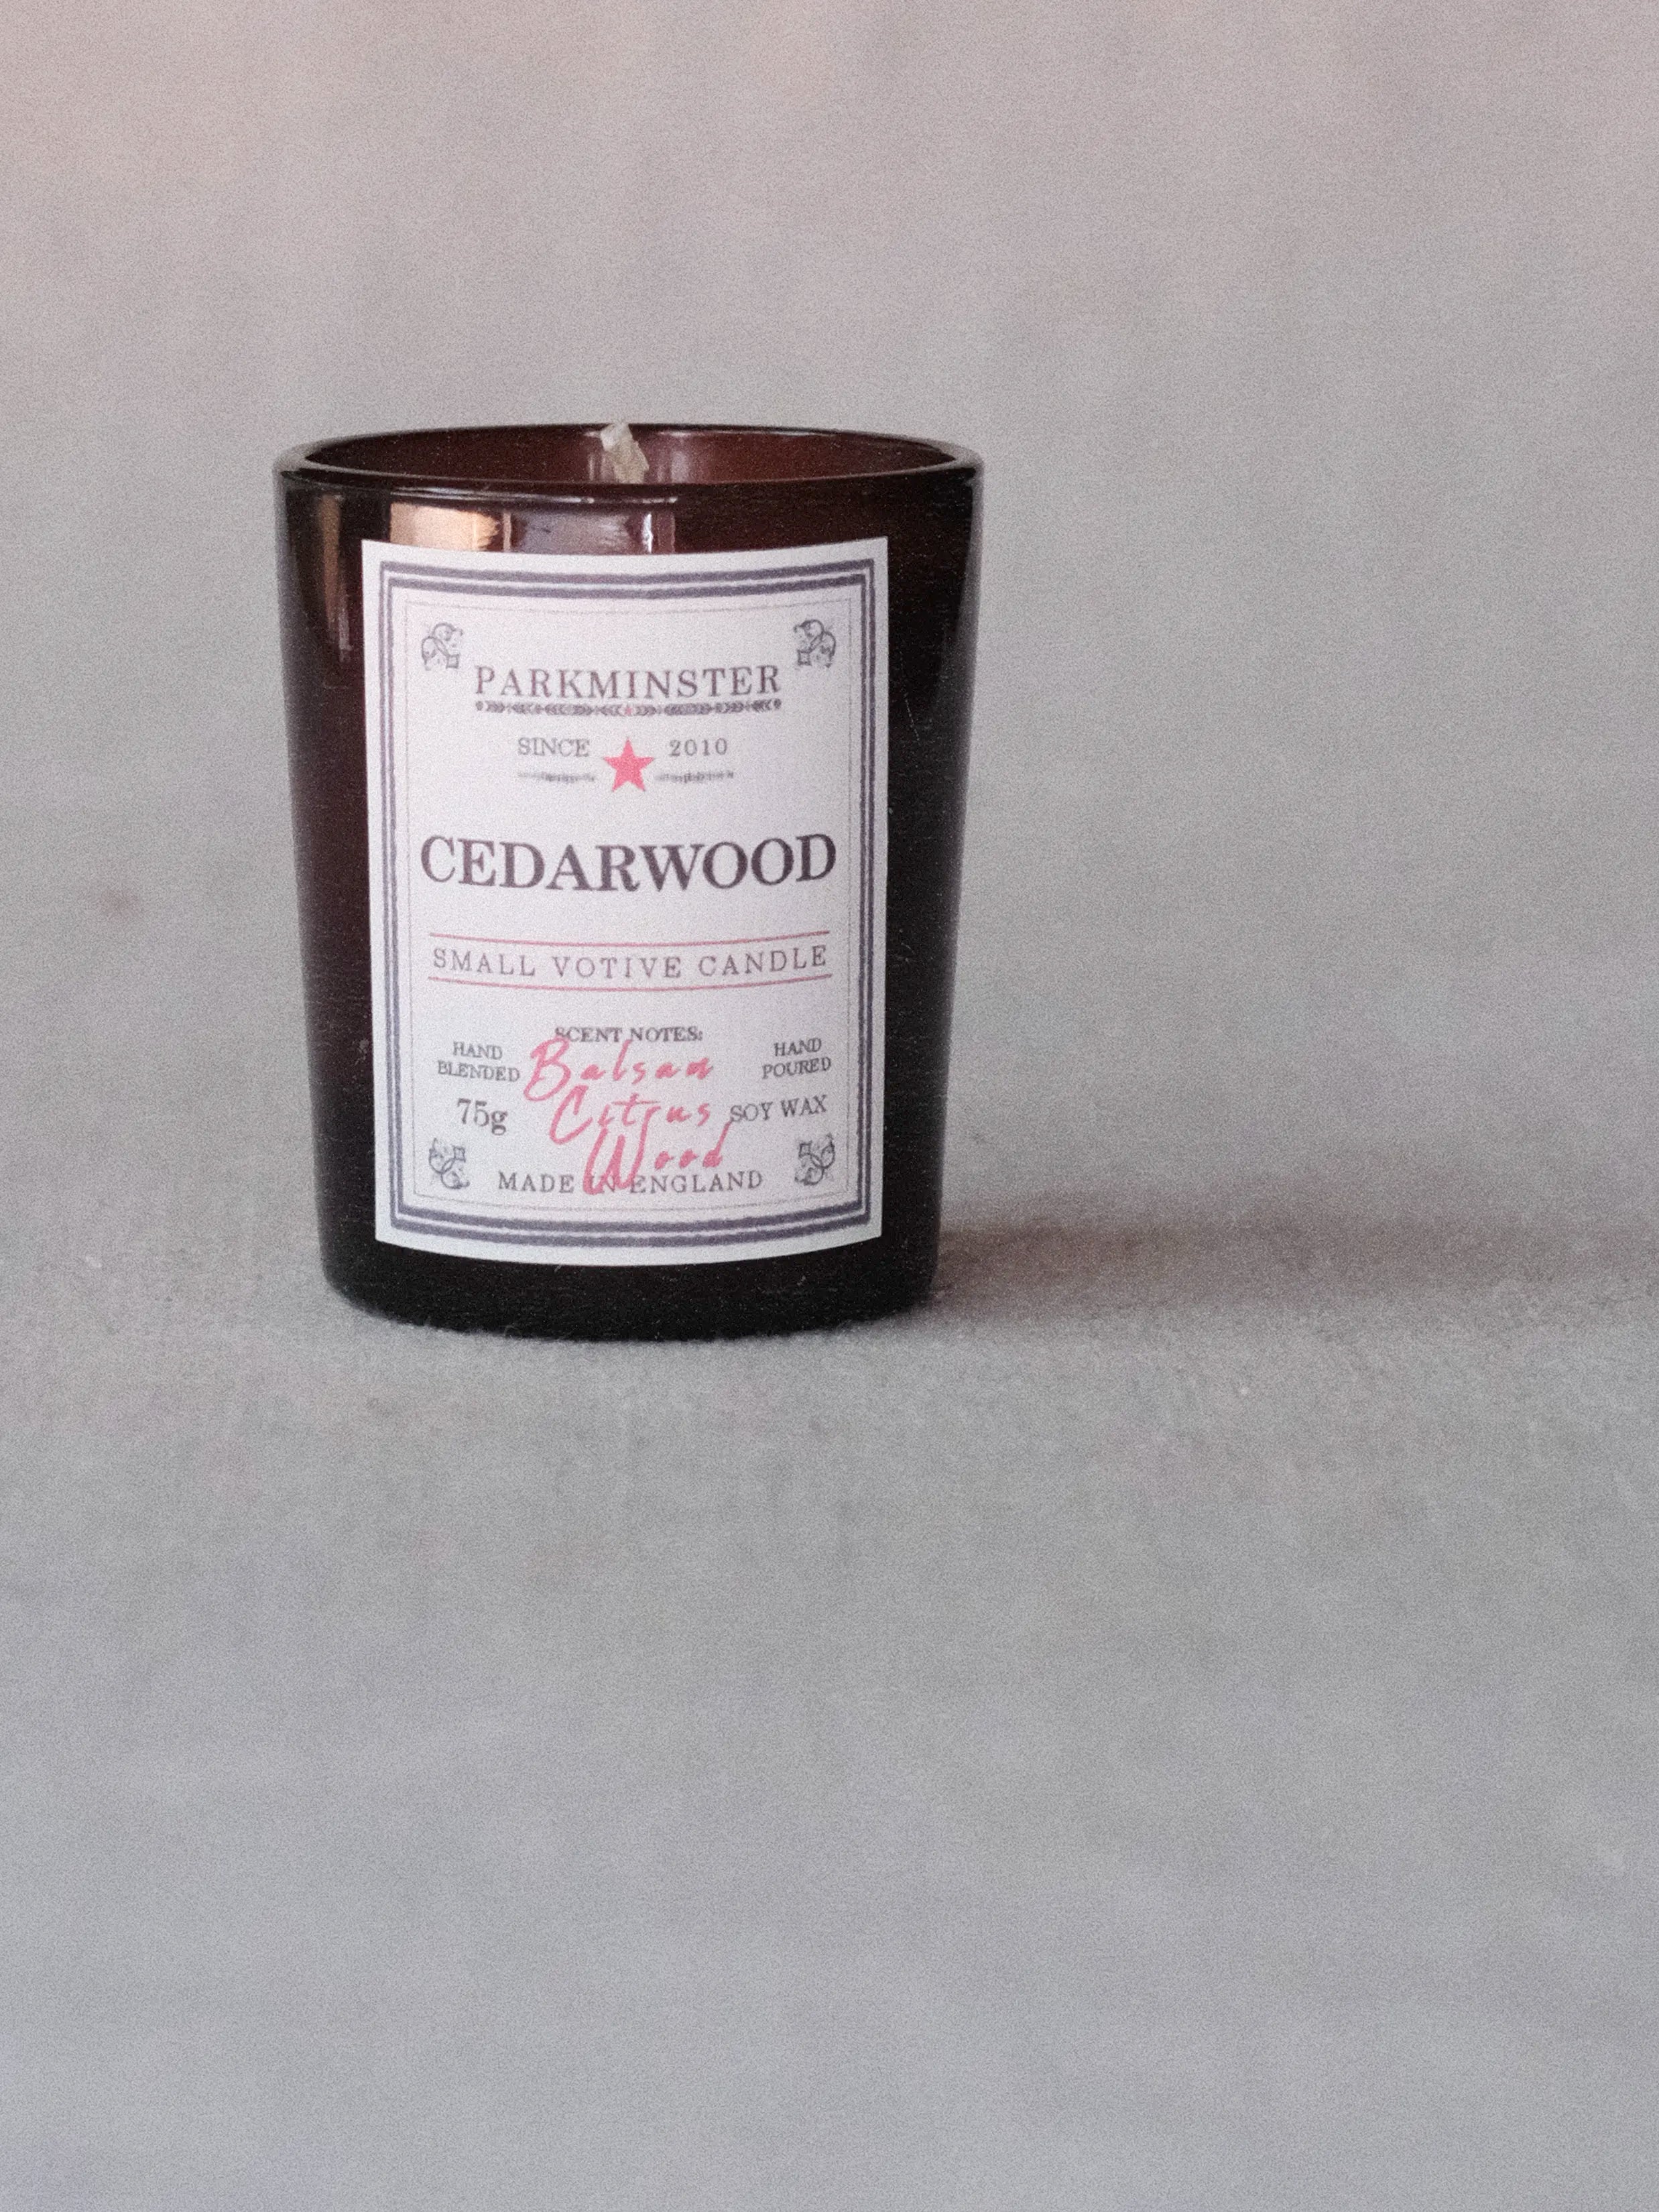 PARKMINSTER
SINCE 2010
CEDARWOOD
SMALL VOTIVE CANDLE
SCENT NOTES:
HAND BLENDED
Balsam
HAND POURED
75g
Citrus
SOY WAX
Wood
MADE IN ENGLAND